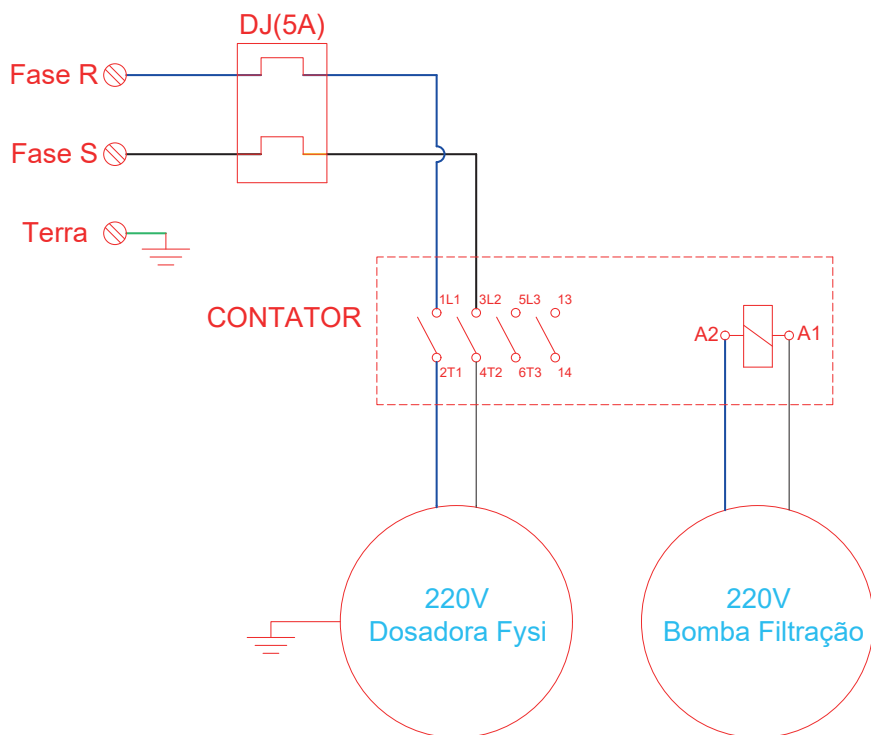 DJ(5A)
Fase R
Fase S
Terra
CONTATOR
1L1 3L2 5L3 13
A2 A1
2T1 4T2 6T3 14
220V
Dosadora Fysi
220V
Bomba Filtração